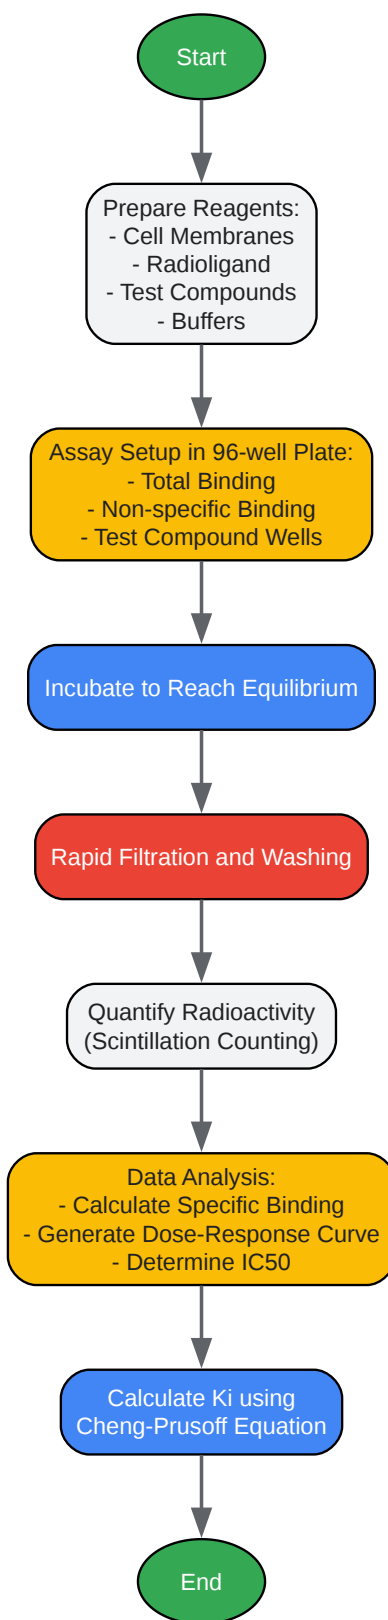 Start
Prepare Reagents:
- Cell Membranes
- Radioligand
- Test Compounds
- Buffers
Assay Setup in 96-well Plate:
- Total Binding
- Non-specific Binding
- Test Compound Wells
Incubate to Reach Equilibrium
Rapid Filtration and Washing
Quantify Radioactivity
(Scintillation Counting)
Data Analysis:
- Calculate Specific Binding
- Generate Dose-Response Curve
- Determine IC50
Calculate Ki using
Cheng-Prusoff Equation
End